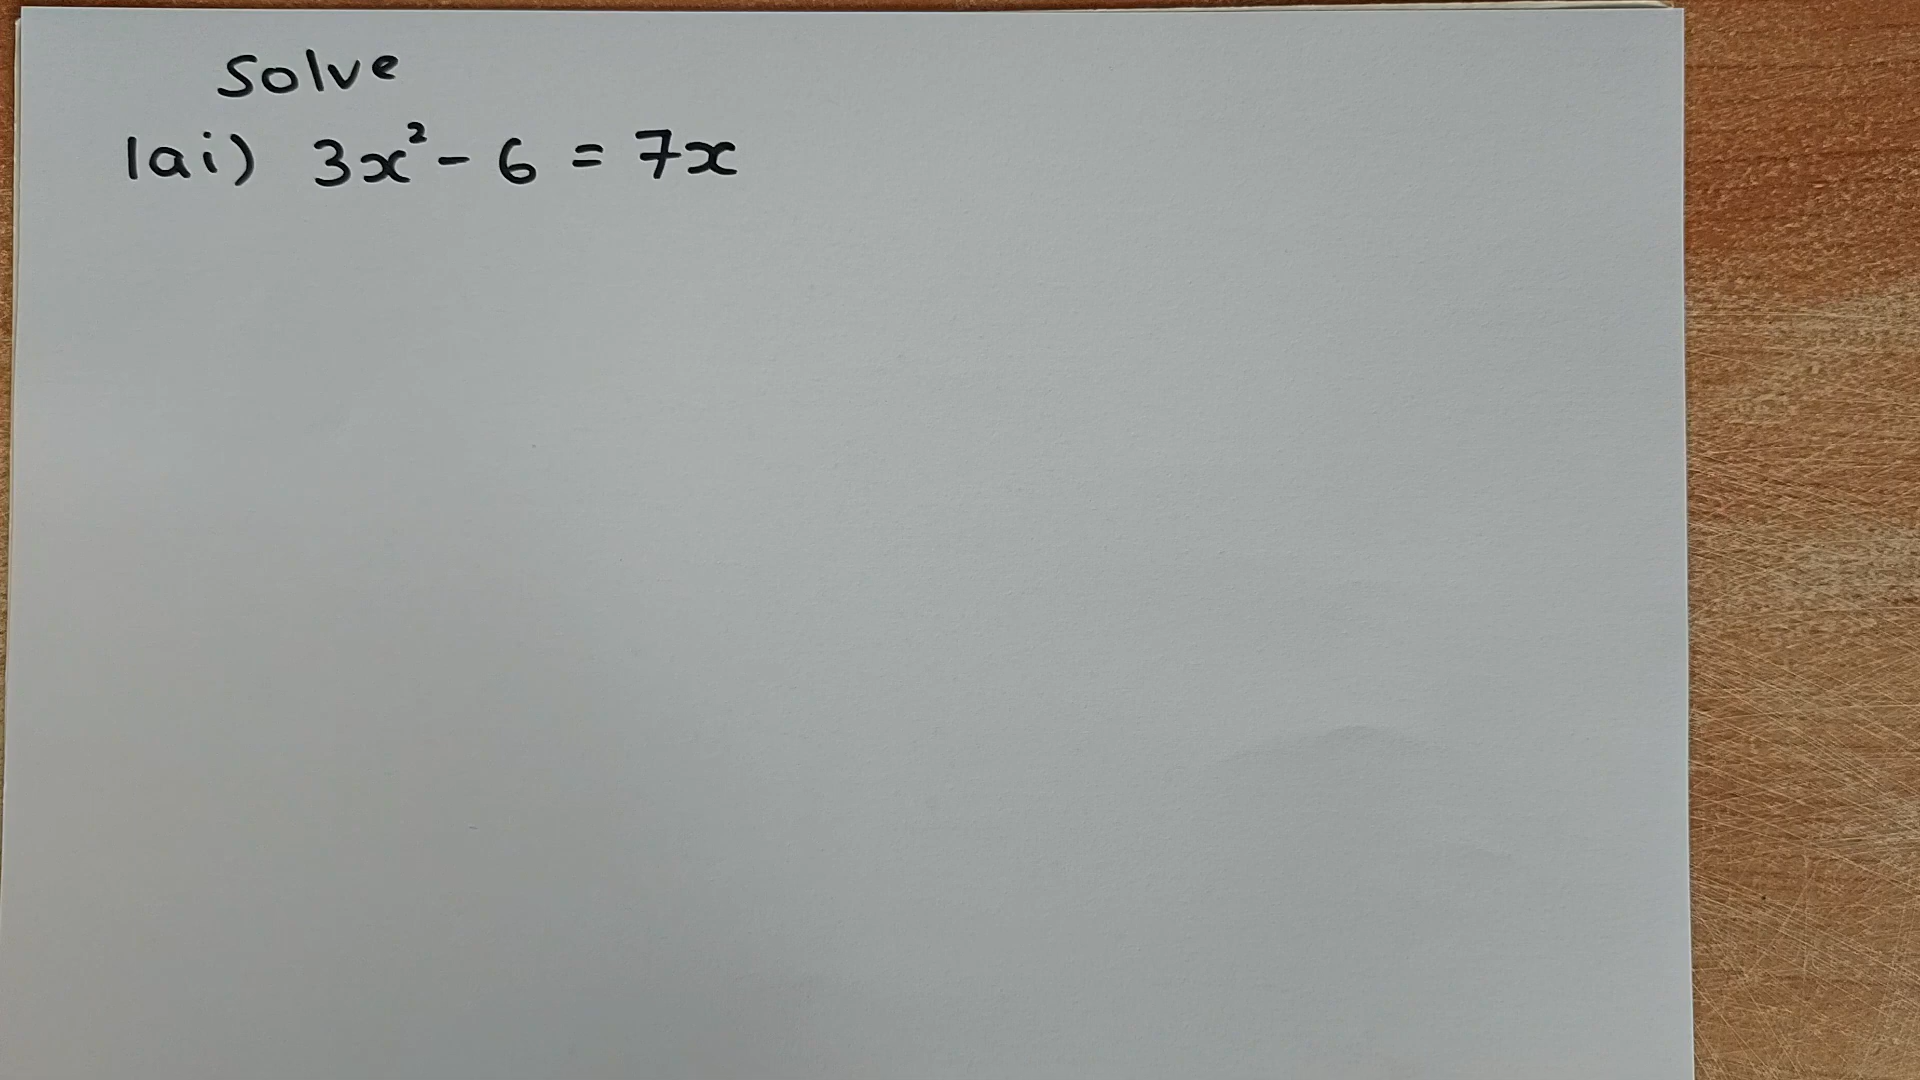 Solve
1ai) 3x² - 6 = 7x